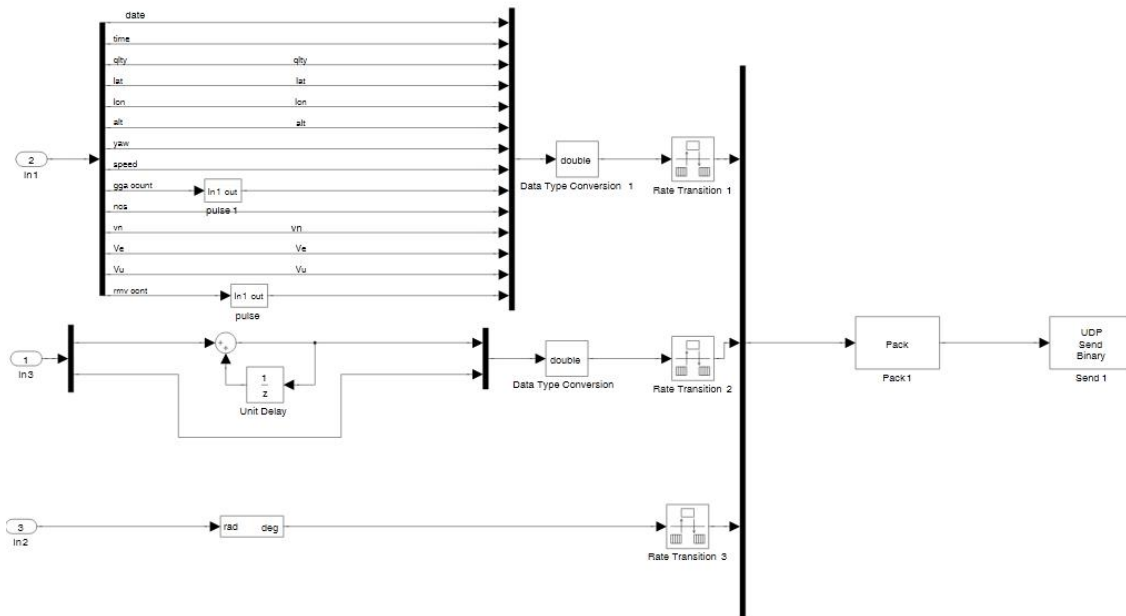 date
time
qlty qlty
lat lat
lon lon
alt alt
yaw
speed
gga count In1 out
pulse 1
nos
vn vn
Ve Ve
Vu Vu
rmv cont In1 out
pulse
2
In1
double
Data Type Conversion 1
Rate Transition 1
1
In3
+
+
1
z
Unit Delay
double
Data Type Conversion
Rate Transition 2
Pack
Pack1
UDP
Send
Binary
Send 1
3
In2
rad deg
Rate Transition 3